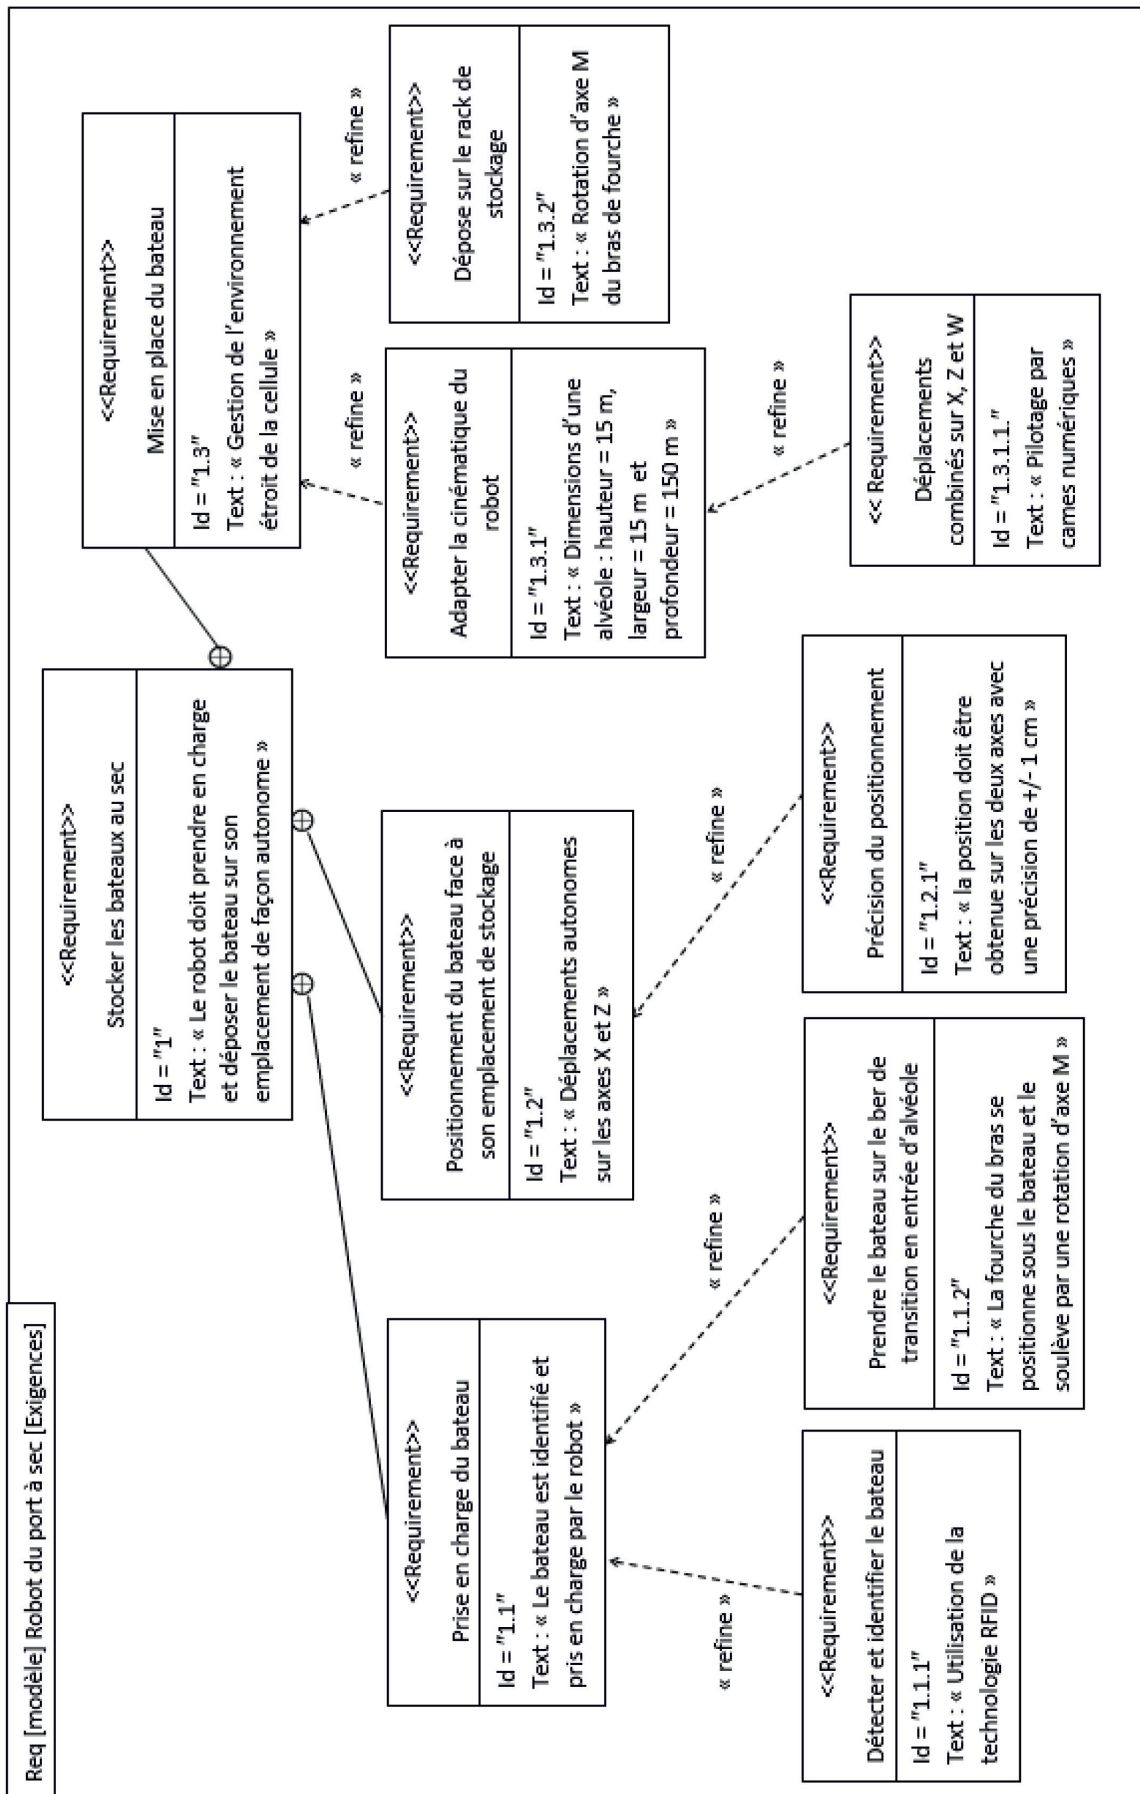 Req [modèle] Robot du port à sec [Exigences]
<<Requirement>>
Stocker les bateaux au sec
Id = "1"
Text : « Le robot doit prendre en charge
et déposer le bateau sur son
emplacement de façon autonome »
<<Requirement>>
Mise en place du bateau
Id = "1.3"
Text : « Gestion de l'environnement
étroit de la cellule »
<<Requirement>>
Prise en charge du bateau
Id = "1.1"
Text : « Le bateau est identifié et
pris en charge par le robot »
<<Requirement>>
Positionnement du bateau face à
son emplacement de stockage
Id = "1.2"
Text : « Déplacements autonomes
sur les axes X et Z »
« refine »
« refine »
<<Requirement>>
Adapter la cinématique du
robot
Id = "1.3.1"
Text : « Dimensions d'une
alvéole : hauteur = 15 m,
largeur = 15 m et
profondeur = 150 m »
<<Requirement>>
Dépose sur le rack de
stockage
Id = "1.3.2"
Text : « Rotation d'axe M
du bras de fourche »
« refine »
« refine »
« refine »
« refine »
<<Requirement>>
Détecter et identifier le bateau
Id = "1.1.1"
Text : « Utilisation de la
technologie RFID »
<<Requirement>>
Prendre le bateau sur le ber de
transition en entrée d'alvéole
Id = "1.1.2"
Text : « La fourche du bras se
positionne sous le bateau et le
soulève par une rotation d'axe M »
<<Requirement>>
Précision du positionnement
Id = "1.2.1"
Text : « la position doit être
obtenue sur les deux axes avec
une précision de +/- 1 cm »
<< Requirement>>
Déplacements
combinés sur X, Z et W
Id = "1.3.1.1."
Text : « Pilotage par
cames numériques »